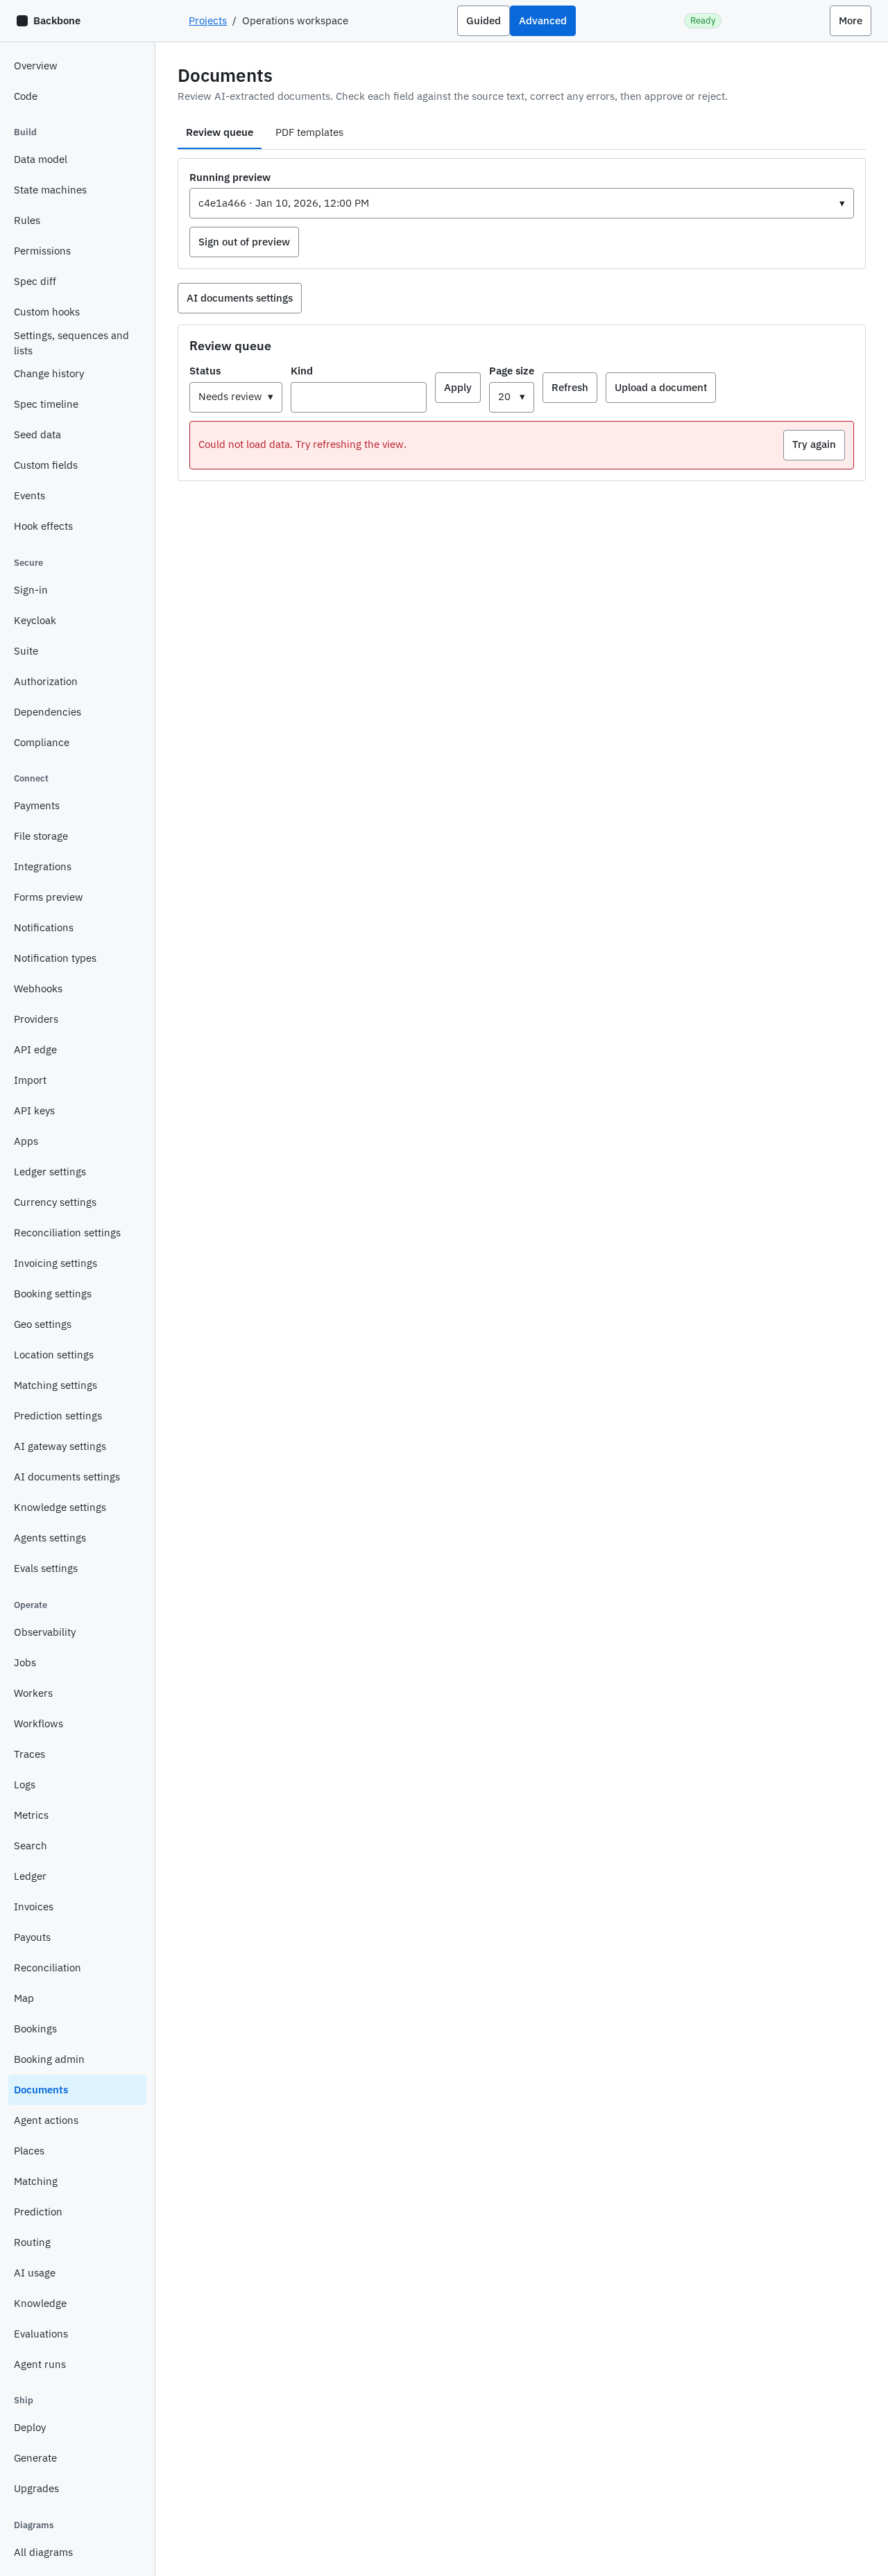 Backbone
Projects / Operations workspace
Guided
Advanced
Ready
More
Overview
Code
Build
Data model
State machines
Rules
Permissions
Spec diff
Custom hooks
Settings, sequences and
lists
Change history
Spec timeline
Seed data
Custom fields
Events
Hook effects
Secure
Sign-in
Keycloak
Suite
Authorization
Dependencies
Compliance
Connect
Payments
File storage
Integrations
Forms preview
Notifications
Notification types
Webhooks
Providers
API edge
Import
API keys
Apps
Ledger settings
Currency settings
Reconciliation settings
Invoicing settings
Booking settings
Geo settings
Location settings
Matching settings
Prediction settings
AI gateway settings
AI documents settings
Knowledge settings
Agents settings
Evals settings
Operate
Observability
Jobs
Workers
Workflows
Traces
Logs
Metrics
Search
Ledger
Invoices
Payouts
Reconciliation
Map
Bookings
Booking admin
Documents
Agent actions
Places
Matching
Prediction
Routing
AI usage
Knowledge
Evaluations
Agent runs
Ship
Deploy
Generate
Upgrades
Diagrams
All diagrams
Documents
Review AI-extracted documents. Check each field against the source text, correct any errors, then approve or reject.
Review queue
PDF templates
Running preview
c4e1a466 · Jan 10, 2026, 12:00 PM
Sign out of preview
AI documents settings
Review queue
Status
Kind
Page size
Needs review
Apply
20
Refresh
Upload a document
Could not load data. Try refreshing the view.
Try again